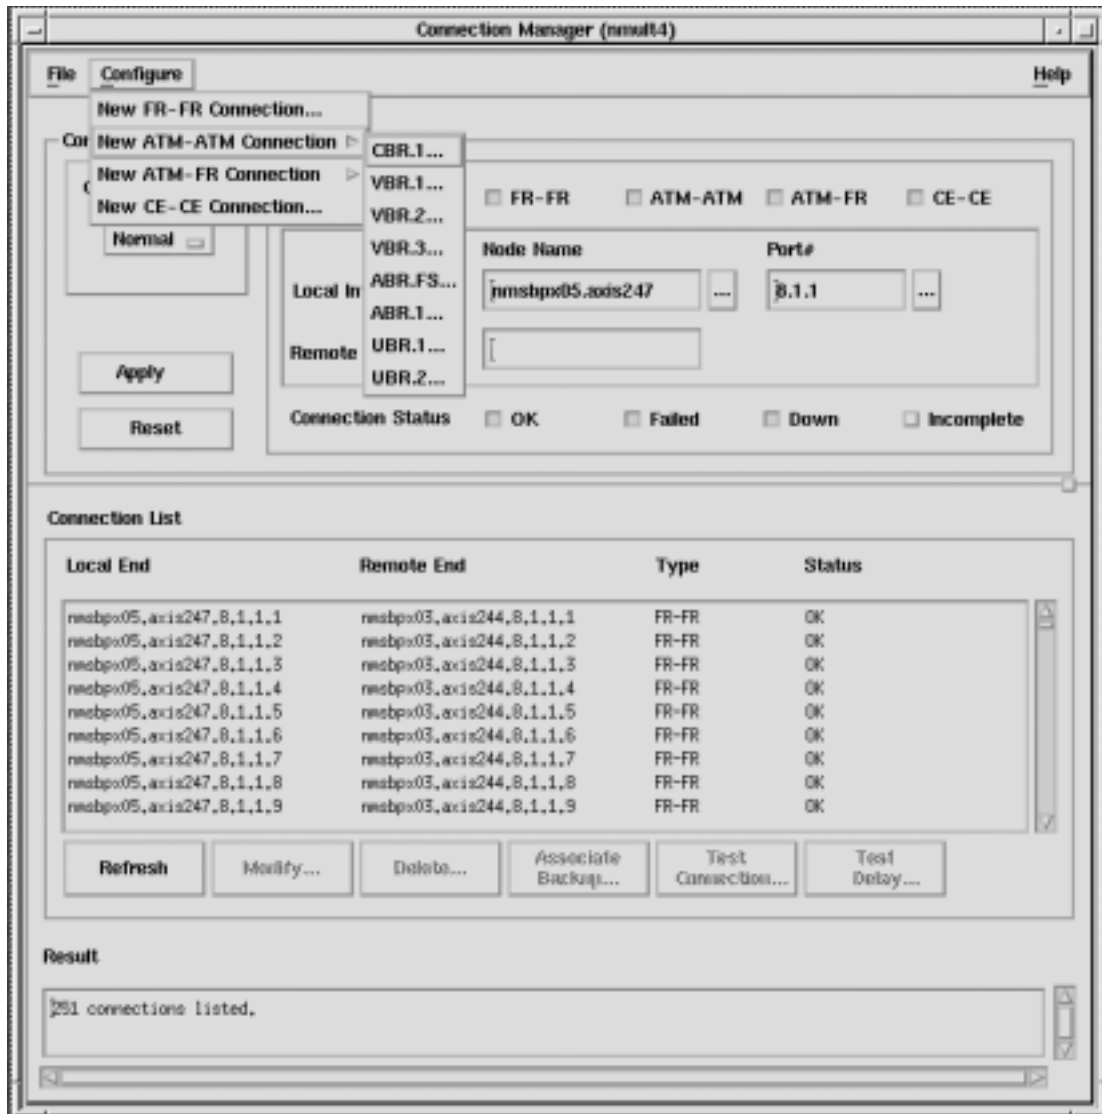 Connection Manager (nmult4)
File Configure Help
New FR-FR Connection...
New ATM-ATM Connection
New ATM-FR Connection
New CE-CE Connection...
CBR.1...
VBR.1...
VBR.2...
VBR.3...
ABR.FS...
ABR.1...
UBR.1...
UBR.2...
Normal
FR-FR ATM-ATM ATM-FR CE-CE
Node Name Port#
Local nmsbpx05.axis247 ... 8.1.1 ...
Remote
Apply
Reset
Connection Status OK Failed Down Incomplete
Connection List
Local End Remote End Type Status
nmsbpx05.axis247.8.1.1.1 nmsbpx03.axis244.8.1.1.1 FR-FR OK
nmsbpx05.axis247.8.1.1.2 nmsbpx03.axis244.8.1.1.2 FR-FR OK
nmsbpx05.axis247.8.1.1.3 nmsbpx03.axis244.8.1.1.3 FR-FR OK
nmsbpx05.axis247.8.1.1.4 nmsbpx03.axis244.8.1.1.4 FR-FR OK
nmsbpx05.axis247.8.1.1.5 nmsbpx03.axis244.8.1.1.5 FR-FR OK
nmsbpx05.axis247.8.1.1.6 nmsbpx03.axis244.8.1.1.6 FR-FR OK
nmsbpx05.axis247.8.1.1.7 nmsbpx03.axis244.8.1.1.7 FR-FR OK
nmsbpx05.axis247.8.1.1.8 nmsbpx03.axis244.8.1.1.8 FR-FR OK
nmsbpx05.axis247.8.1.1.9 nmsbpx03.axis244.8.1.1.9 FR-FR OK
Refresh Modify... Delete... Associate Backup... Test Connection... Test Delay...
Result
251 connections listed.